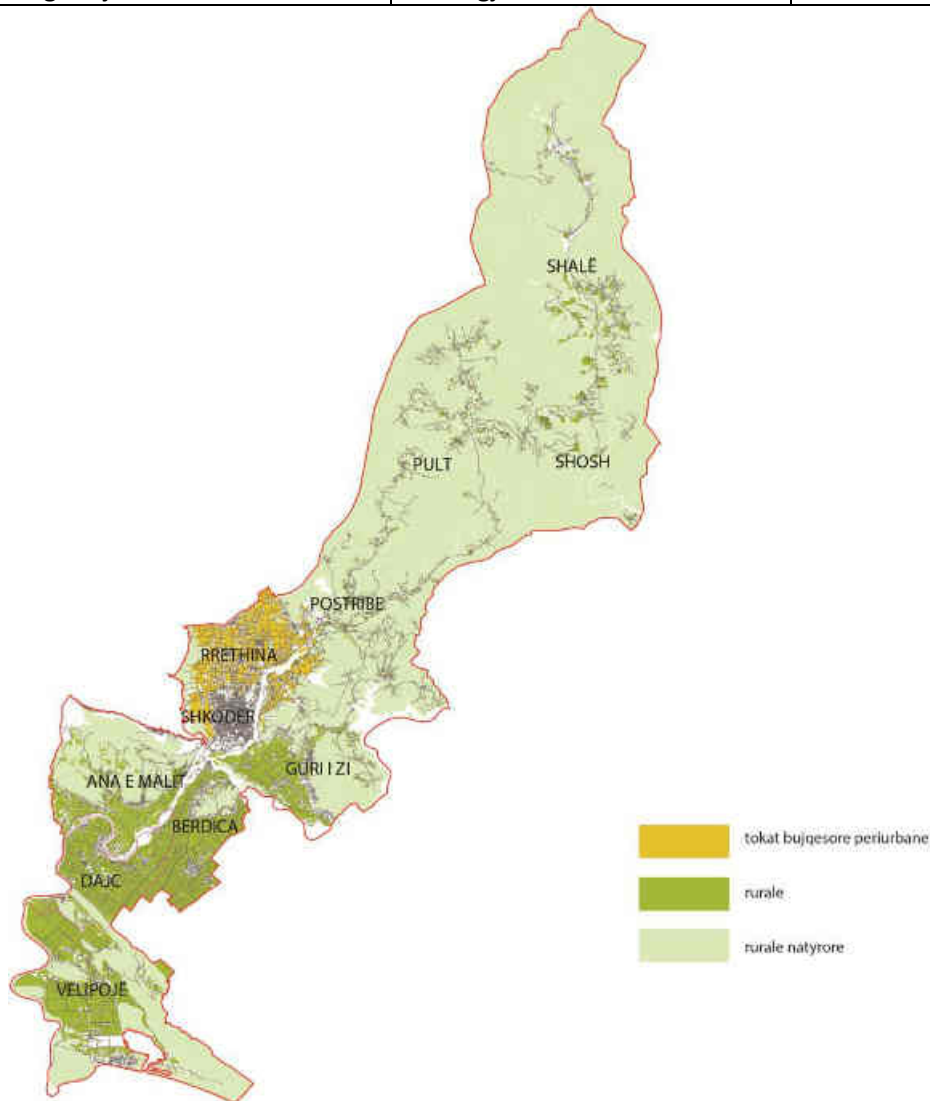 SHALË
PULT
SHOSH
POSTRIBE
RRETHINA
SHKODER
ANA E MALIT
GURI I ZI
BERDICA
DAJC
VELIPOJË
tokat bujqesore periurbane
rurale
rurale natyrore